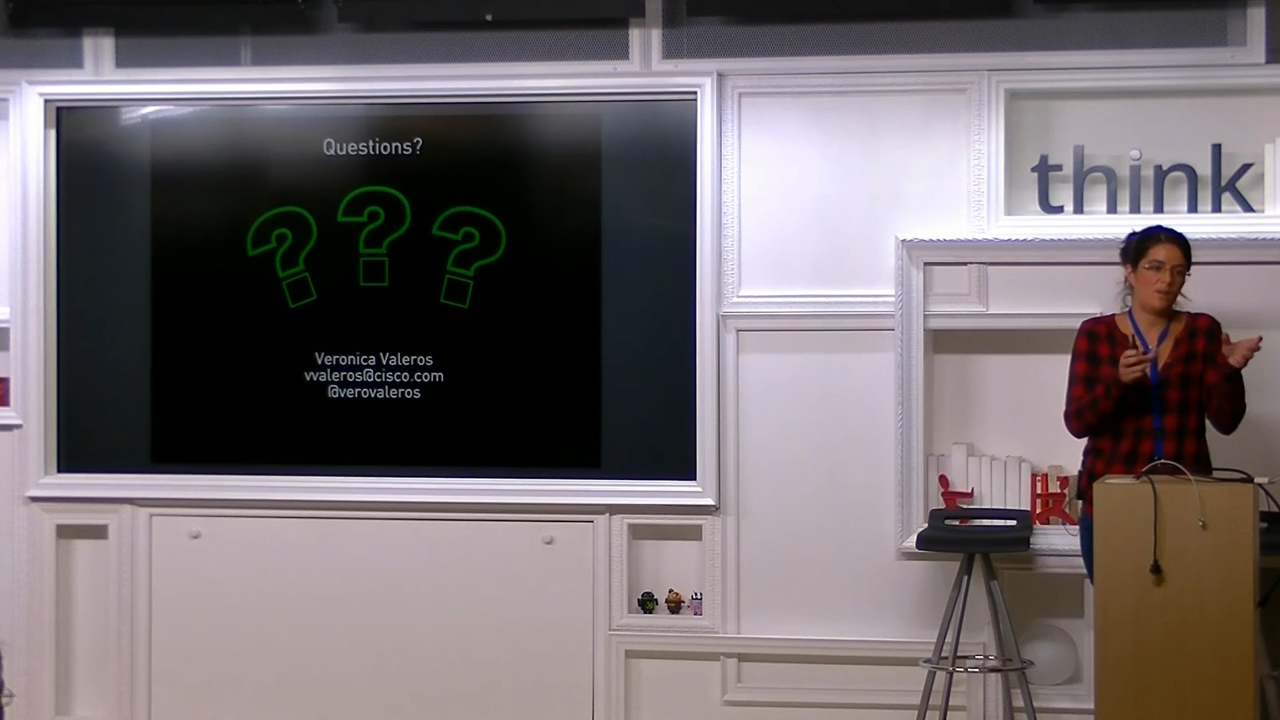 Questions?
? ? ?
Veronica Valeros
vvaleros@cisco.com
@verovaleros
think